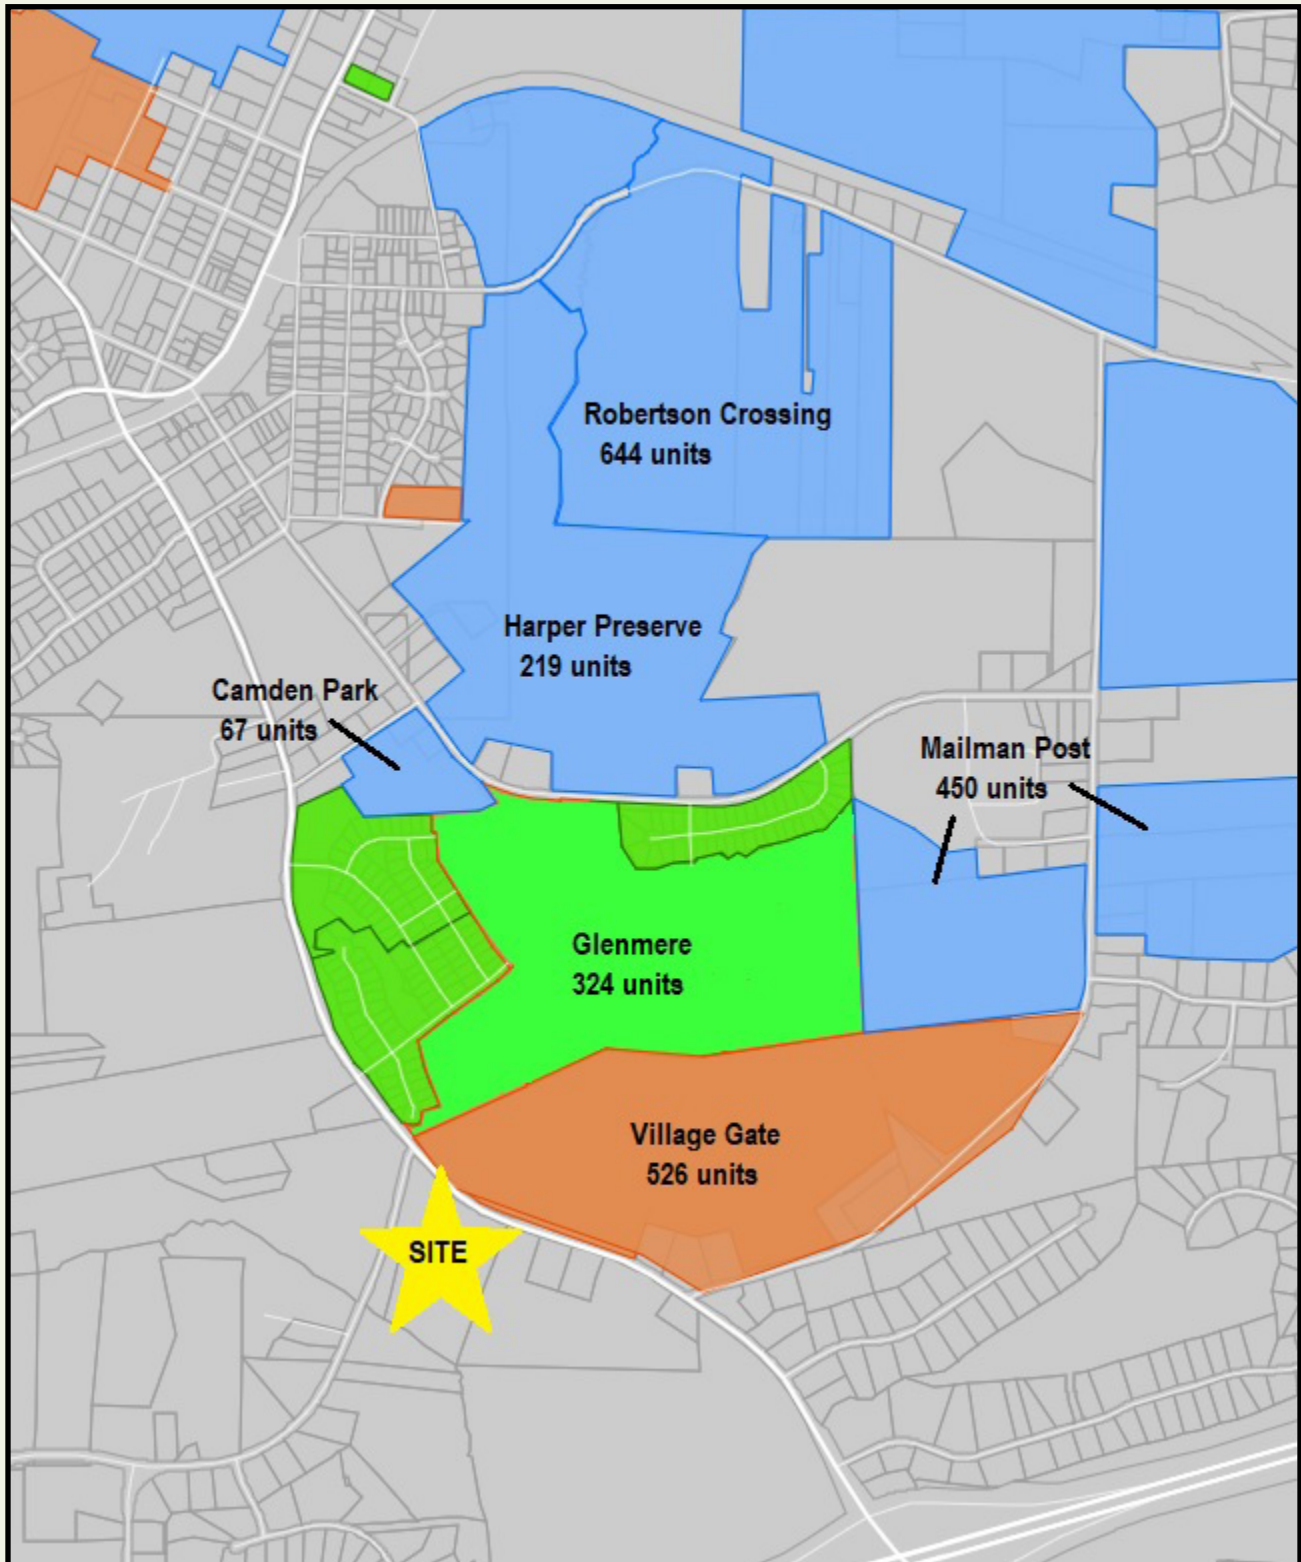 Robertson Crossing
644 units
Harper Preserve
219 units
Camden Park
67 units
Mailman Post
450 units
Glenmere
324 units
Village Gate
526 units
SITE